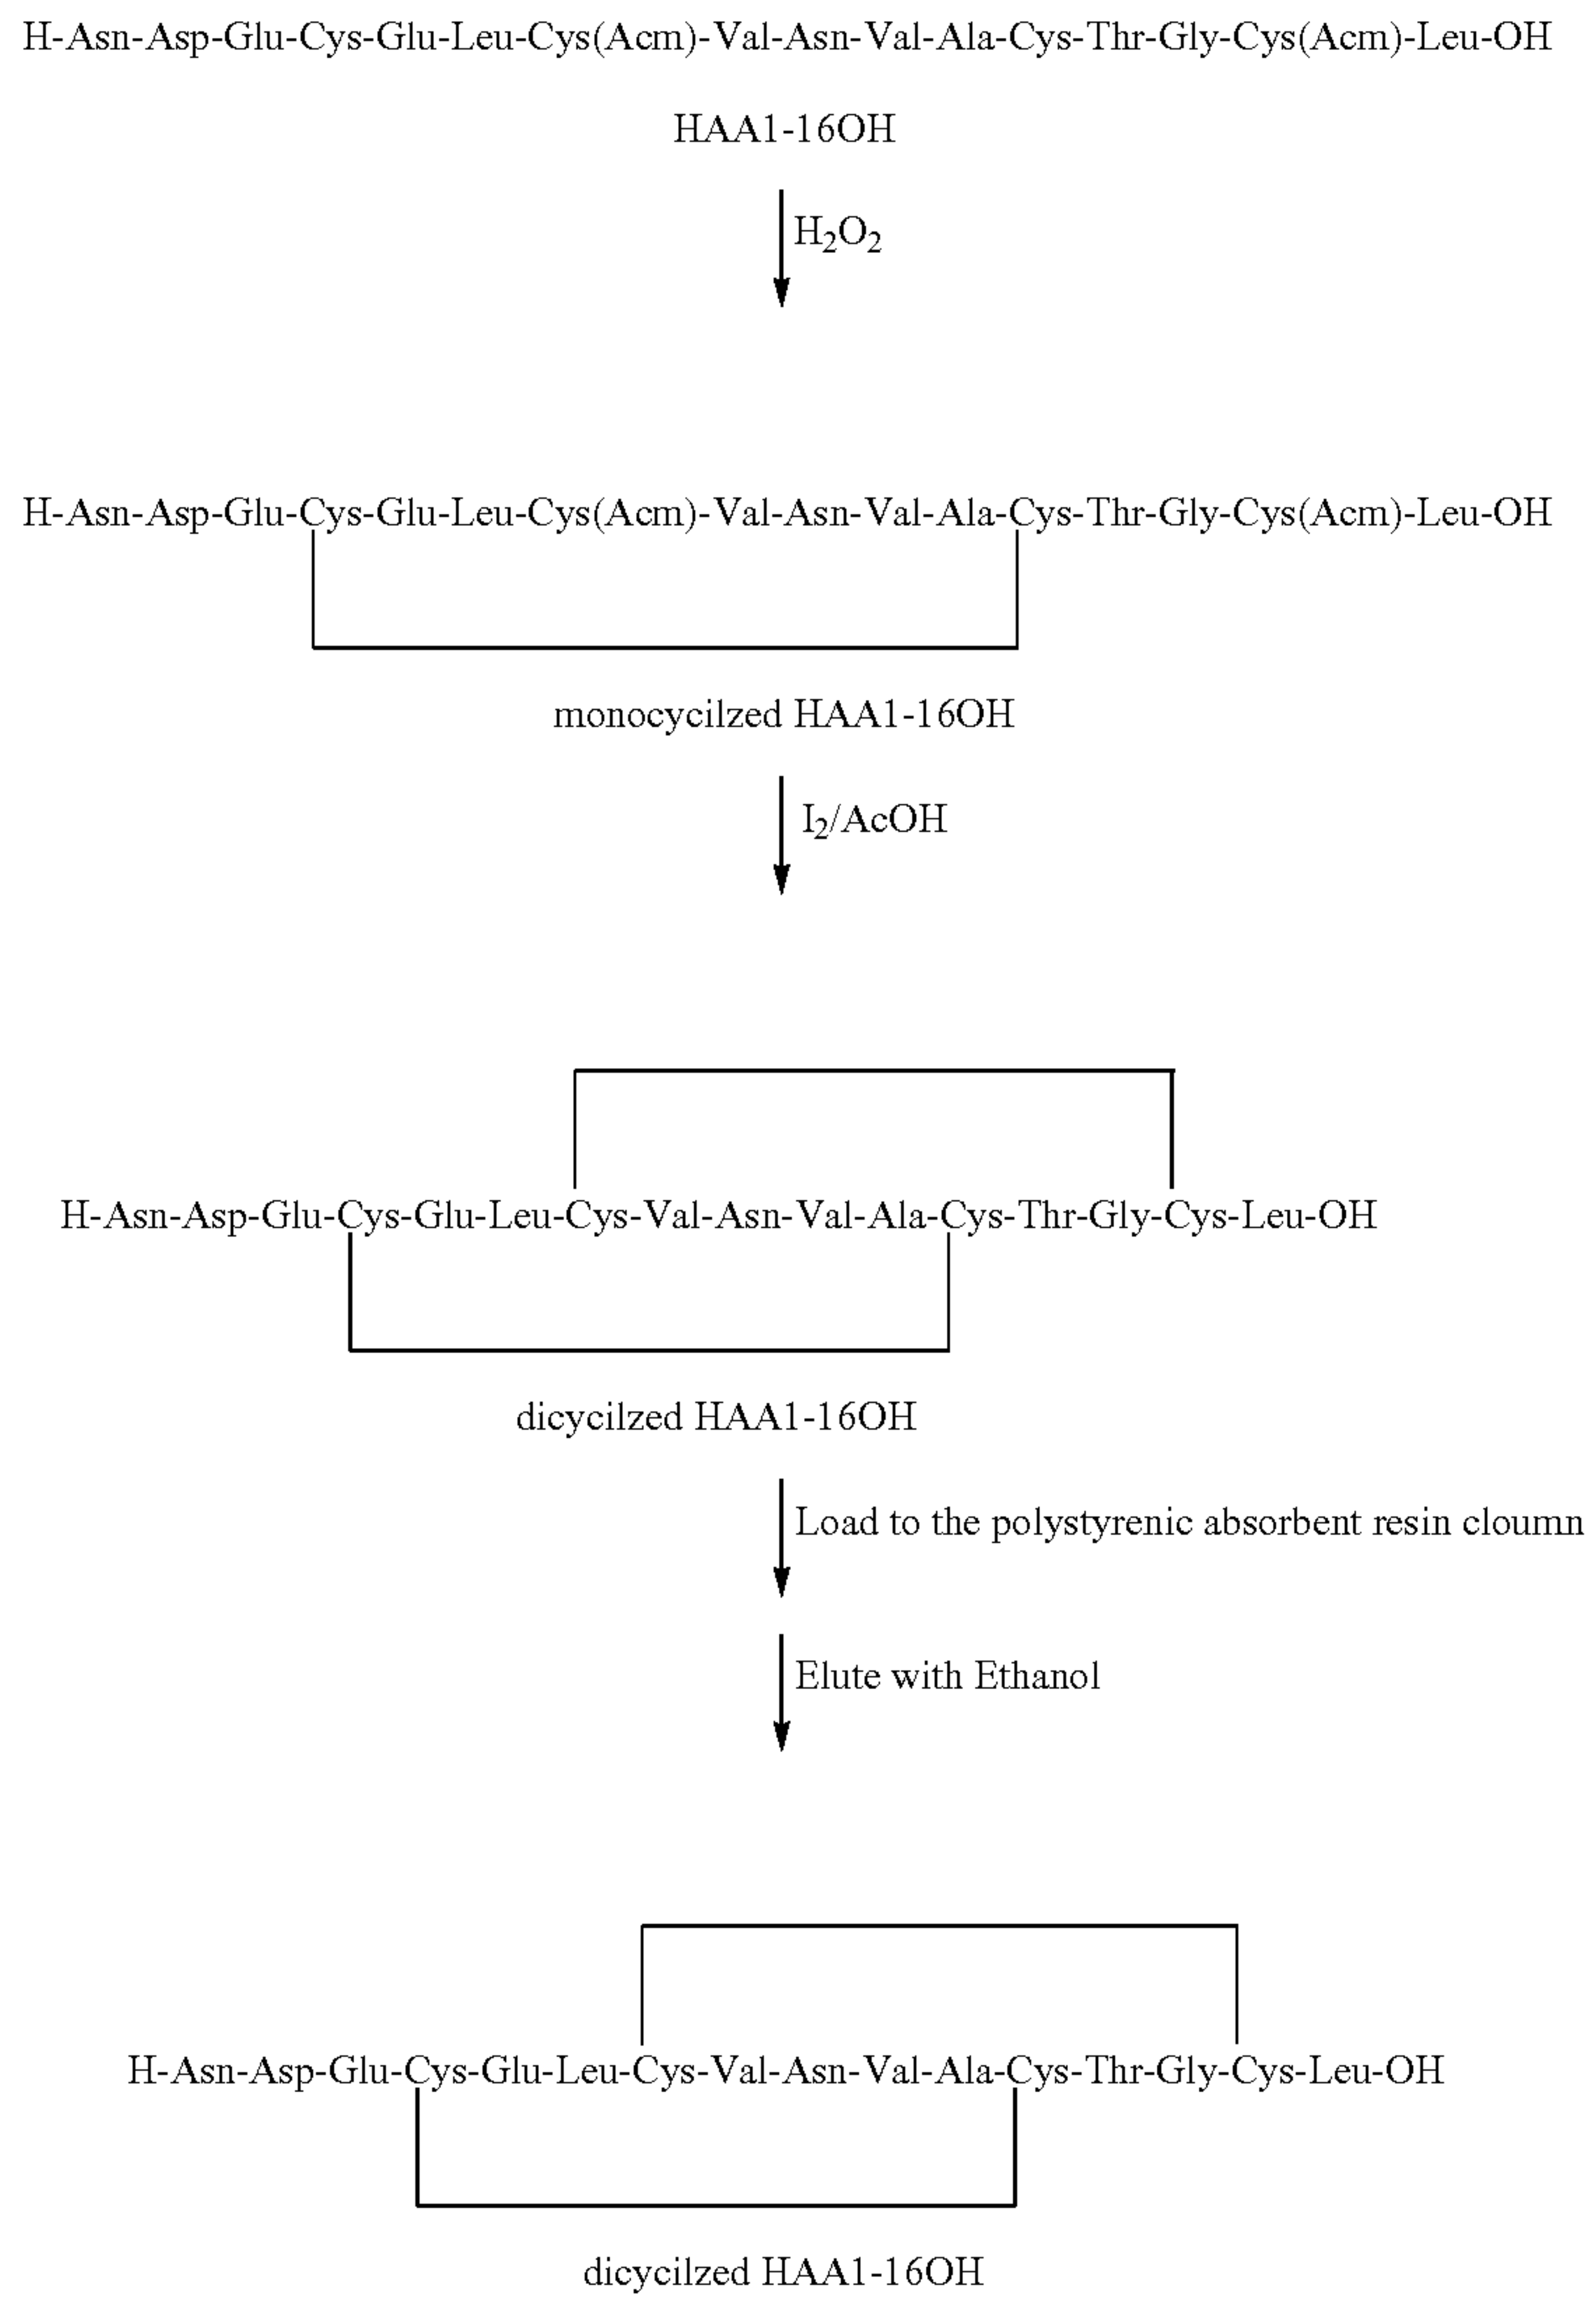 H-Asn-Asp-Glu-Cys-Glu-Leu-Cys(Acm)-Val-Asn-Val-Ala-Cys-Thr-Gly-Cys(Acm)-Leu-OH
HAA1-16OH
H₂O₂
H-Asn-Asp-Glu-Cys-Glu-Leu-Cys(Acm)-Val-Asn-Val-Ala-Cys-Thr-Gly-Cys(Acm)-Leu-OH
monocycilzed HAA1-16OH
I₂/AcOH
H-Asn-Asp-Glu-Cys-Glu-Leu-Cys-Val-Asn-Val-Ala-Cys-Thr-Gly-Cys-Leu-OH
dicycilzed HAA1-16OH
Load to the polystyrenic absorbent resin cloumn
Elute with Ethanol
H-Asn-Asp-Glu-Cys-Glu-Leu-Cys-Val-Asn-Val-Ala-Cys-Thr-Gly-Cys-Leu-OH
dicycilzed HAA1-16OH